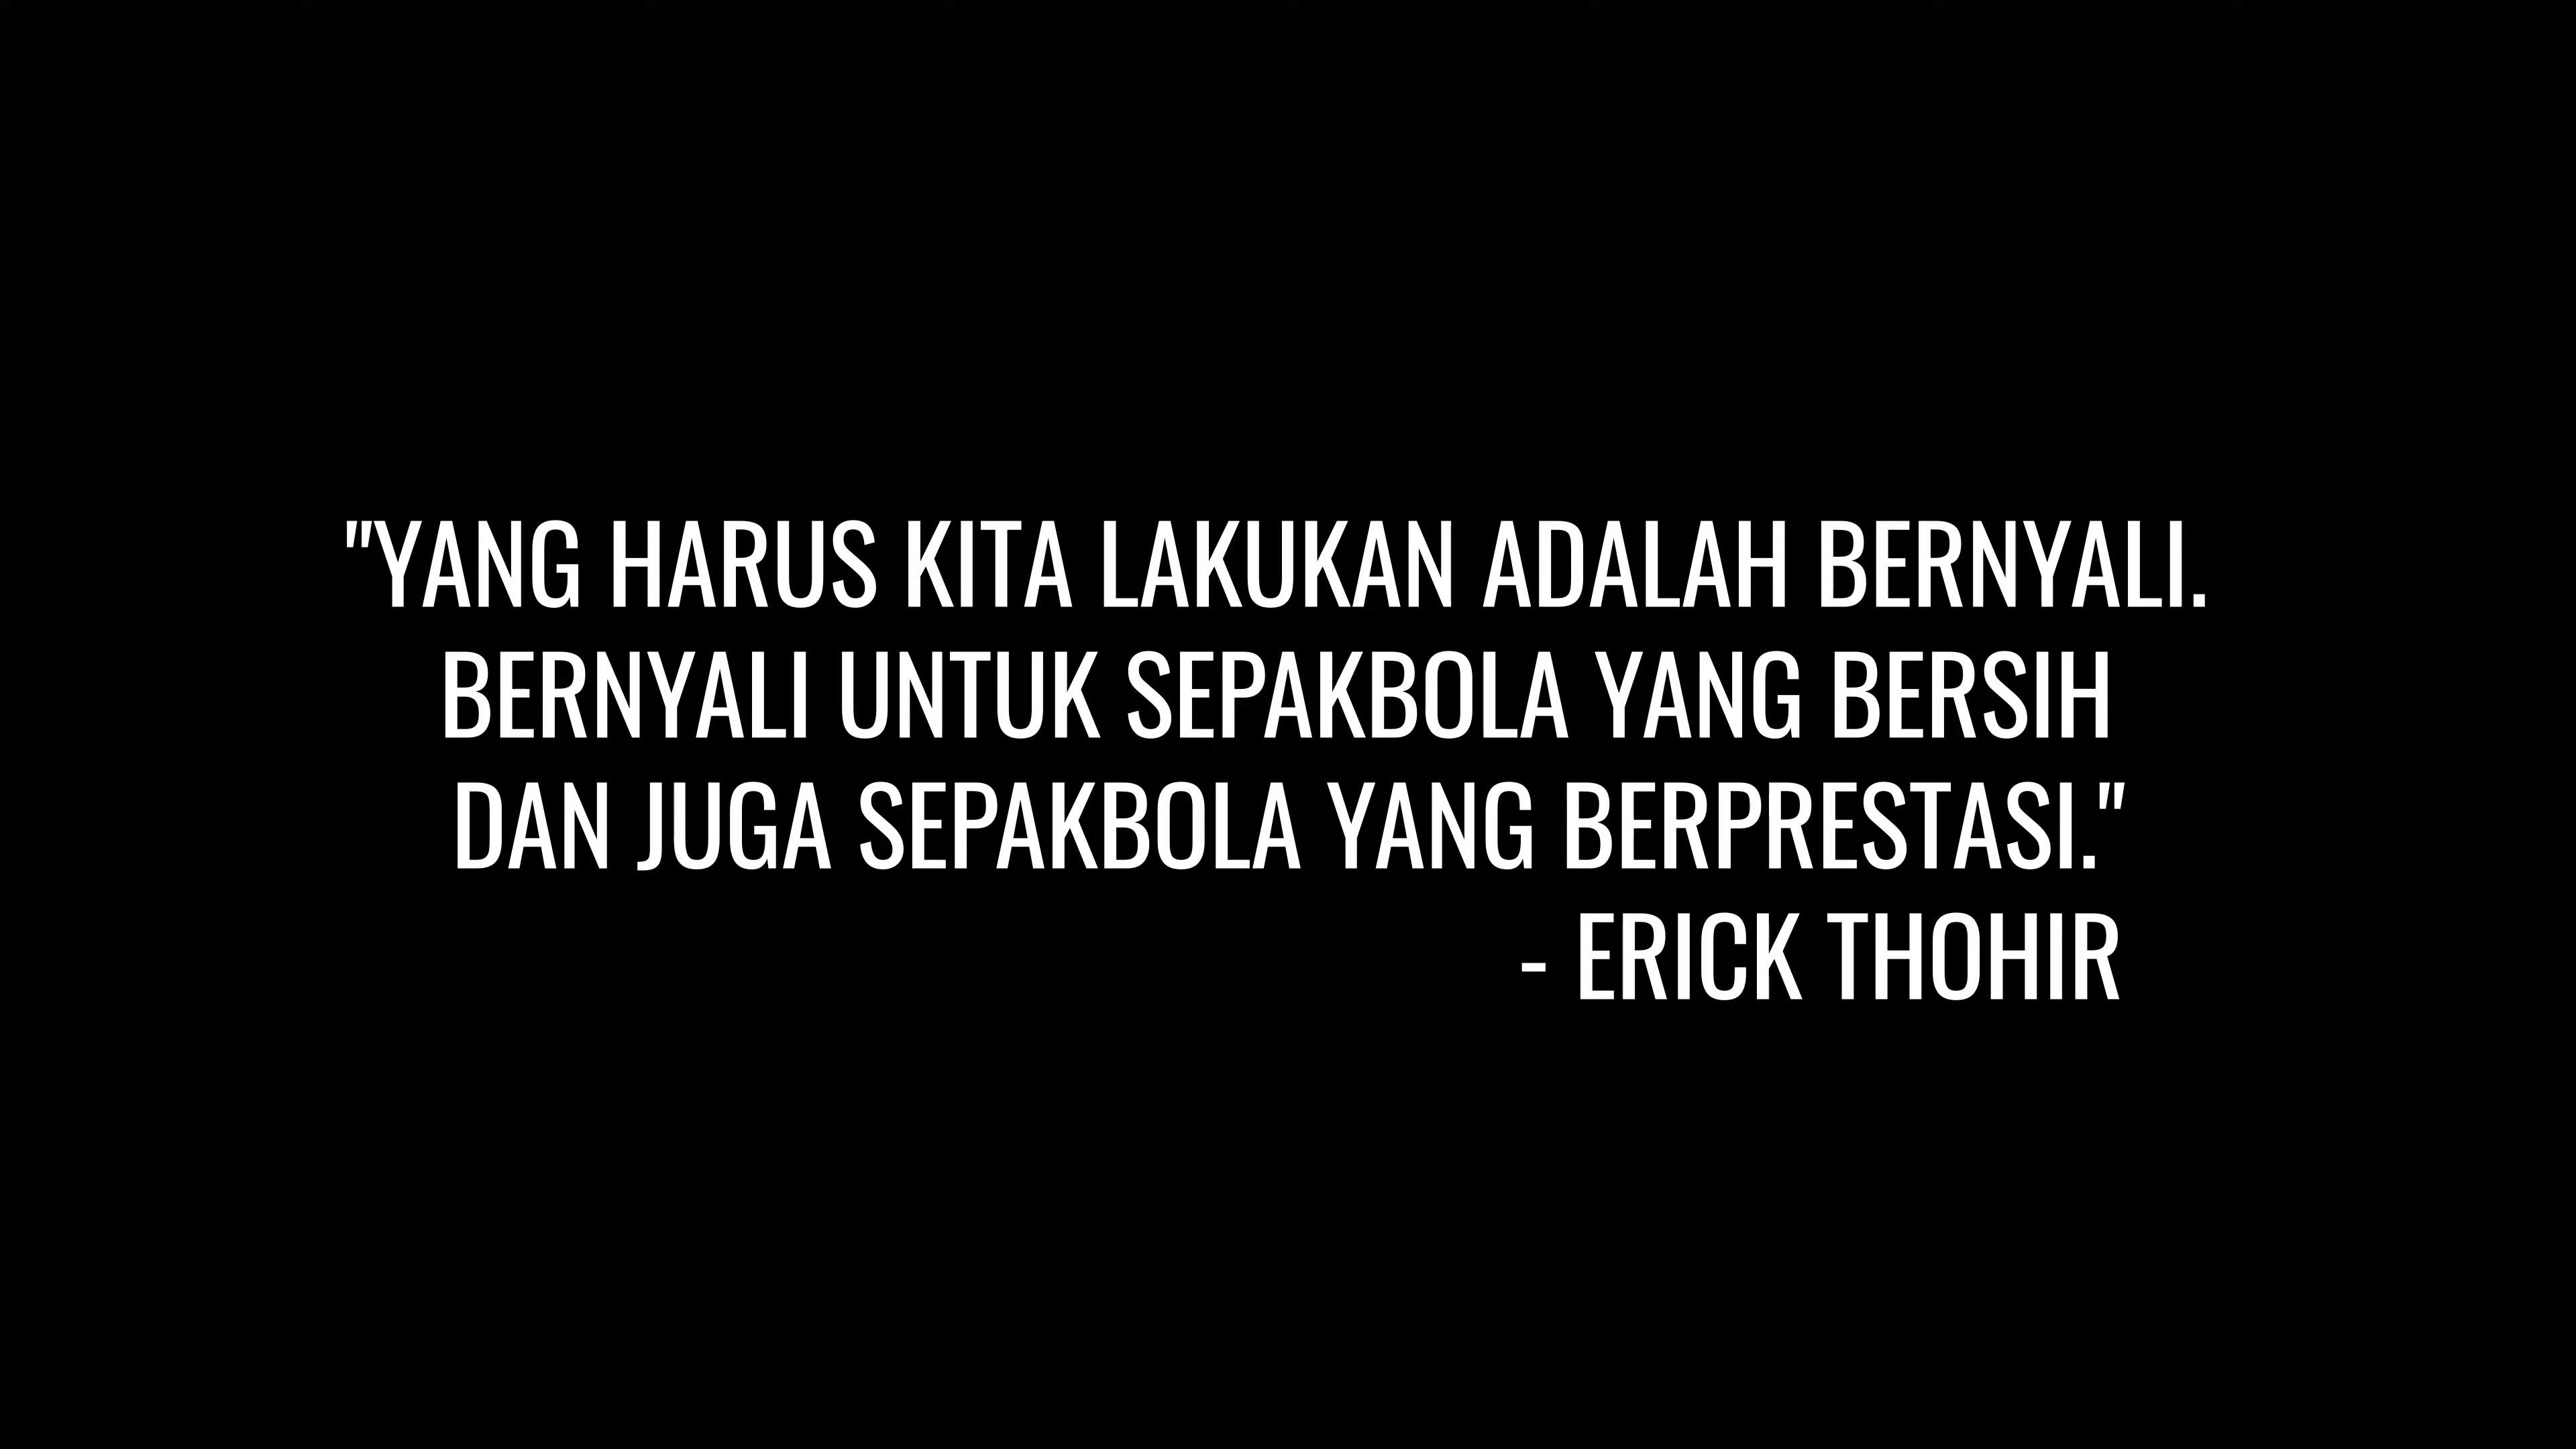 "YANG HARUS KITA LAKUKAN ADALAH BERNYALI.
BERNYALI UNTUK SEPAKBOLA YANG BERSIH
DAN JUGA SEPAKBOLA YANG BERPRESTASI."
- ERICK THOHIR